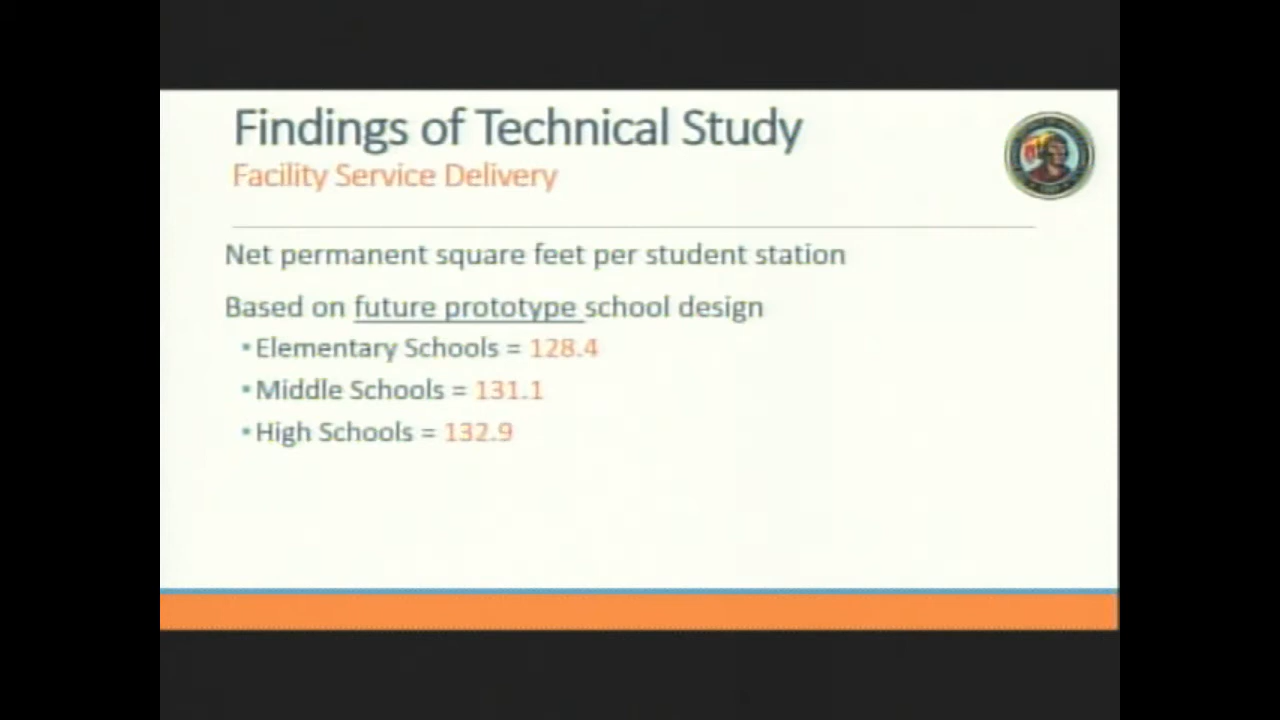 Findings of Technical Study
Facility Service Delivery
Net permanent square feet per student station
Based on future prototype school design
•Elementary Schools = 128.4
•Middle Schools = 131.1
•High Schools = 132.9